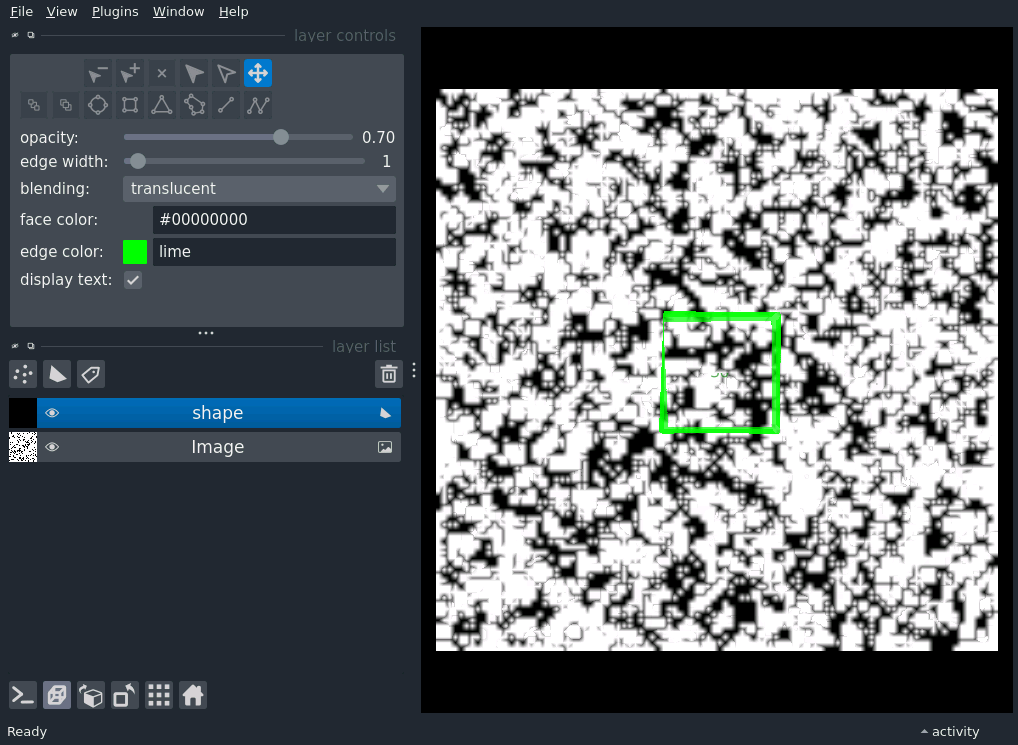 File View Plugins Window Help
layer controls
opacity: 0.70
edge width: 1
blending: translucent
face color: #00000000
edge color: lime
display text:
layer list
shape
Image
Ready
activity